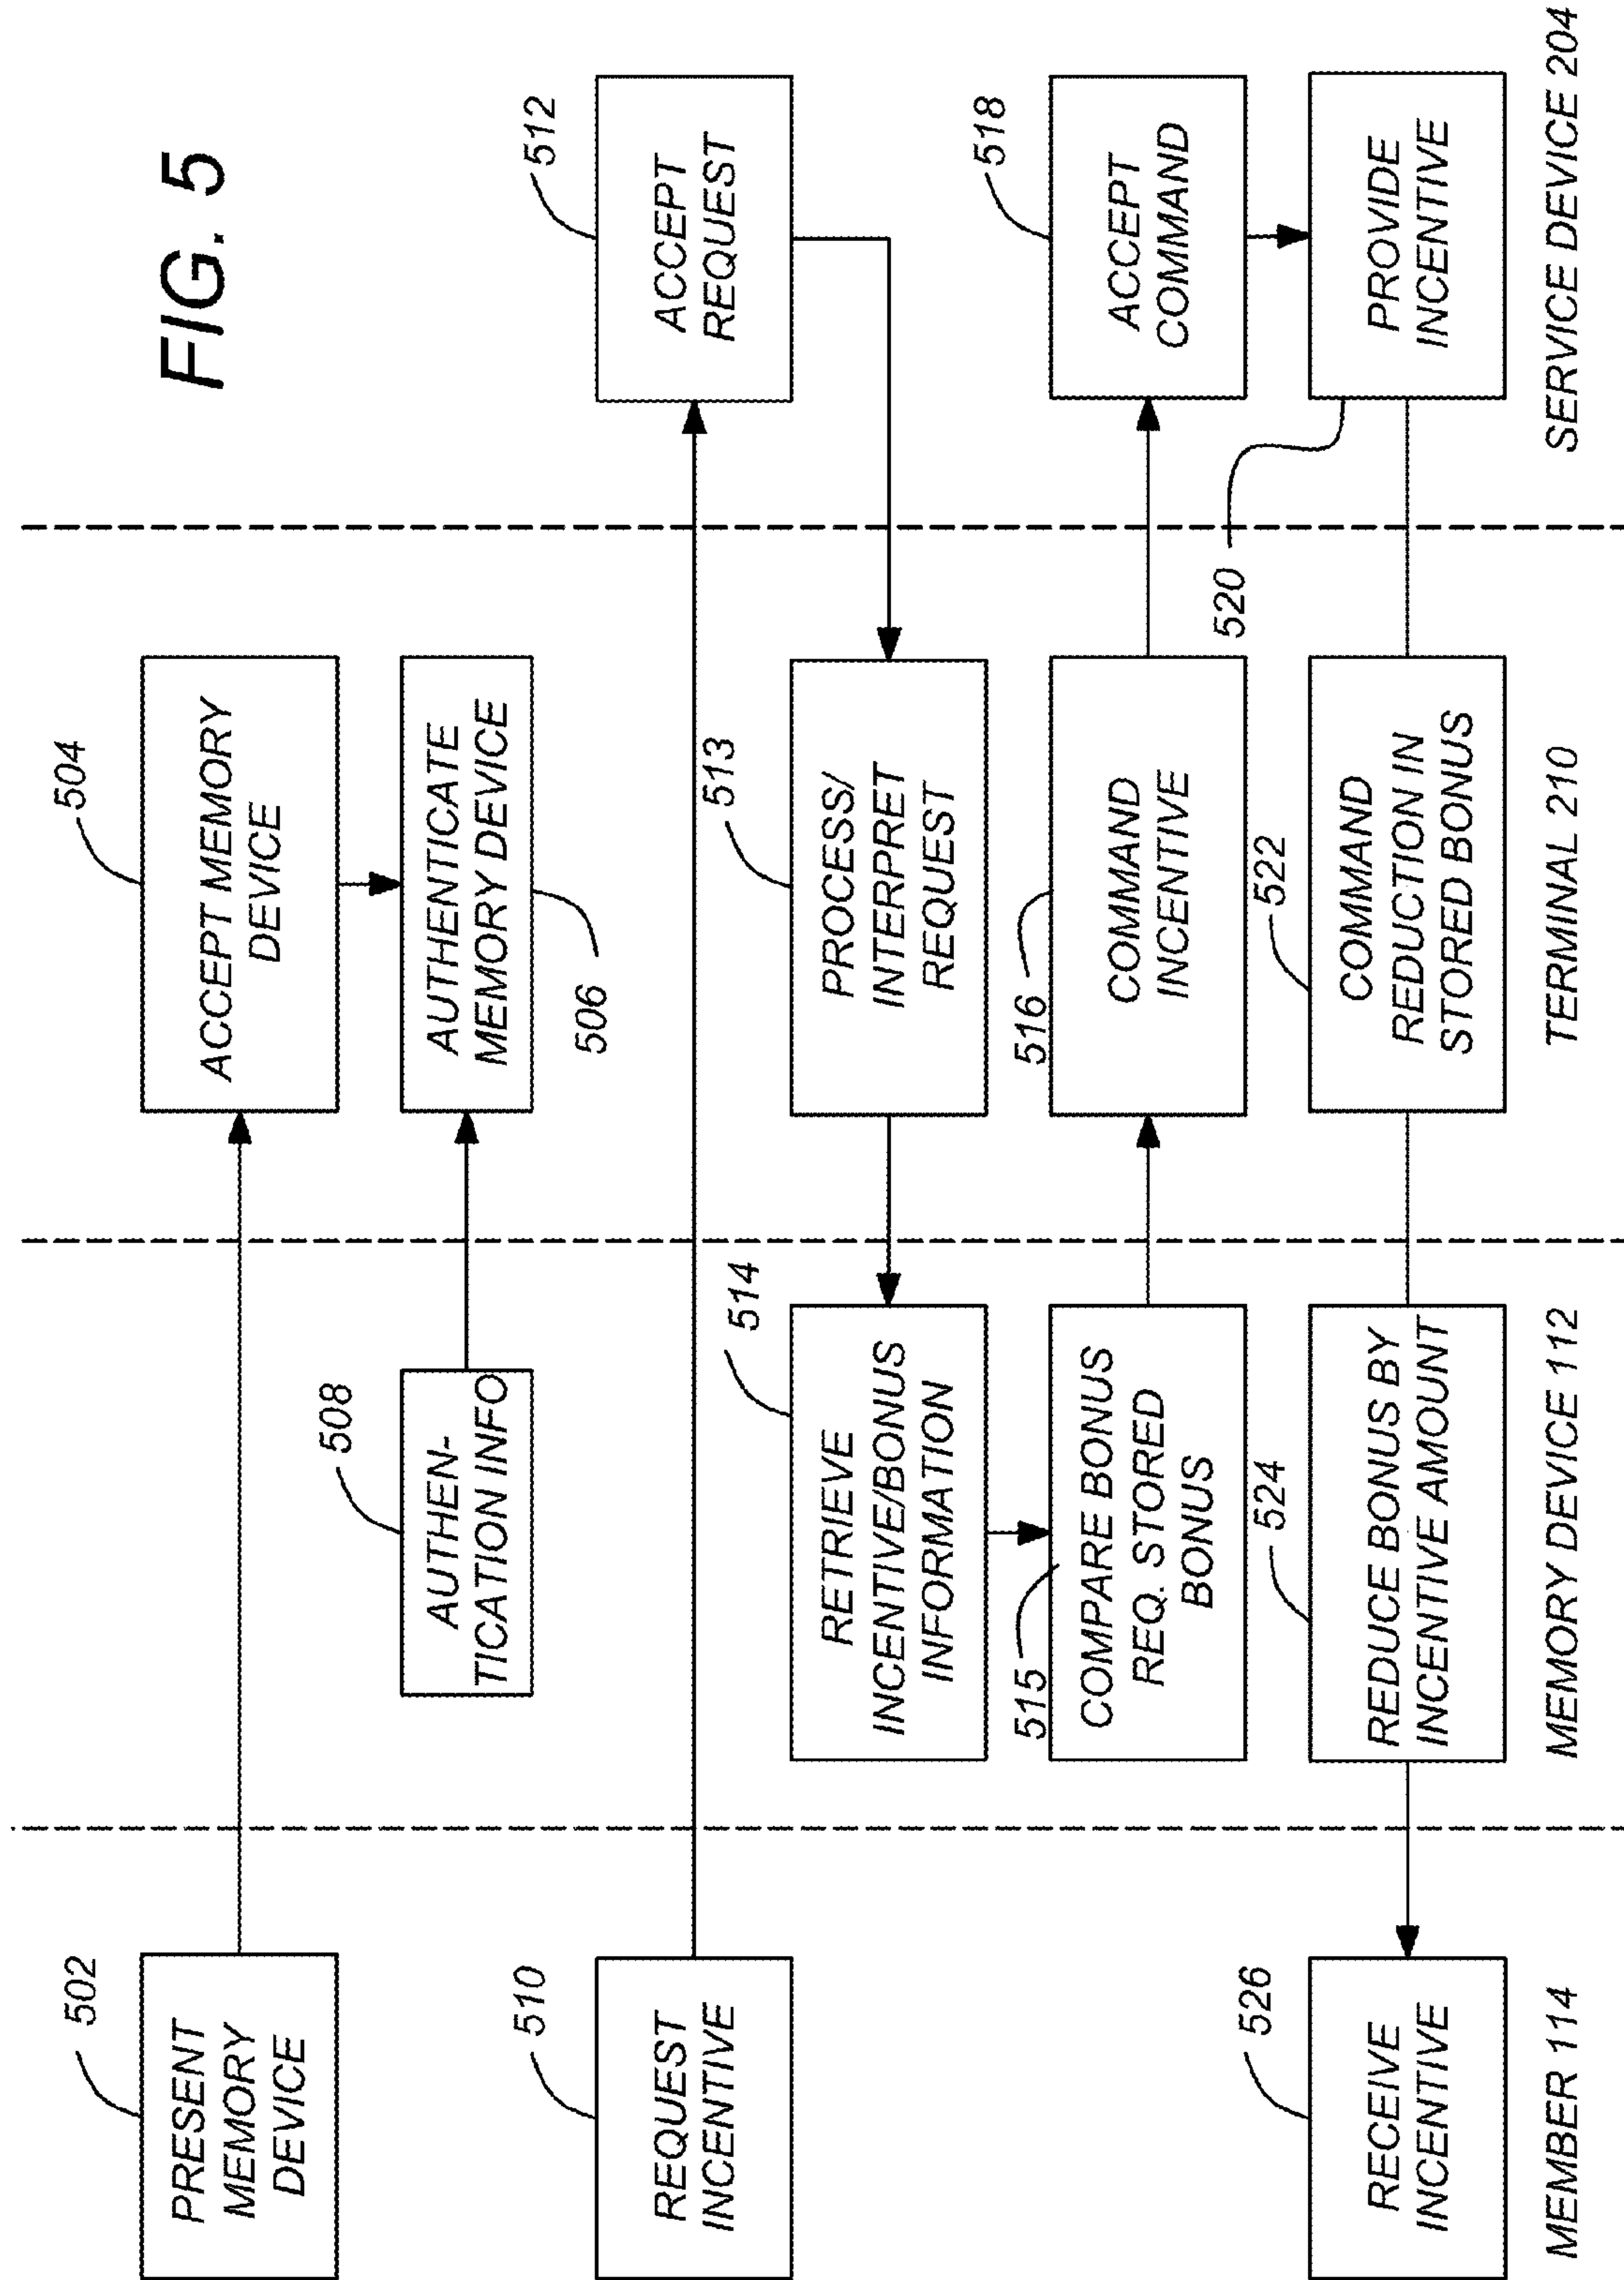 FIG. 5
502
PRESENT
MEMORY
DEVICE
504
ACCEPT MEMORY
DEVICE
508
AUTHEN-
TICATION INFO
AUTHENTICATE
MEMORY DEVICE
506
510
REQUEST
INCENTIVE
512
ACCEPT
REQUEST
514
RETRIEVE
INCENTIVE/BONUS
INFORMATION
513
PROCESS/
INTERPRET
REQUEST
515
COMPARE BONUS
REQ. STORED
BONUS
516
COMMAND
INCENTIVE
518
ACCEPT
COMMAND
526
RECEIVE
INCENTIVE
524
REDUCE BONUS BY
INCENTIVE AMOUNT
522
COMMAND
REDUCTION IN
STORED BONUS
520
PROVIDE
INCENTIVE
MEMBER 114
MEMORY DEVICE 112
TERMINAL 210
SERVICE DEVICE 204